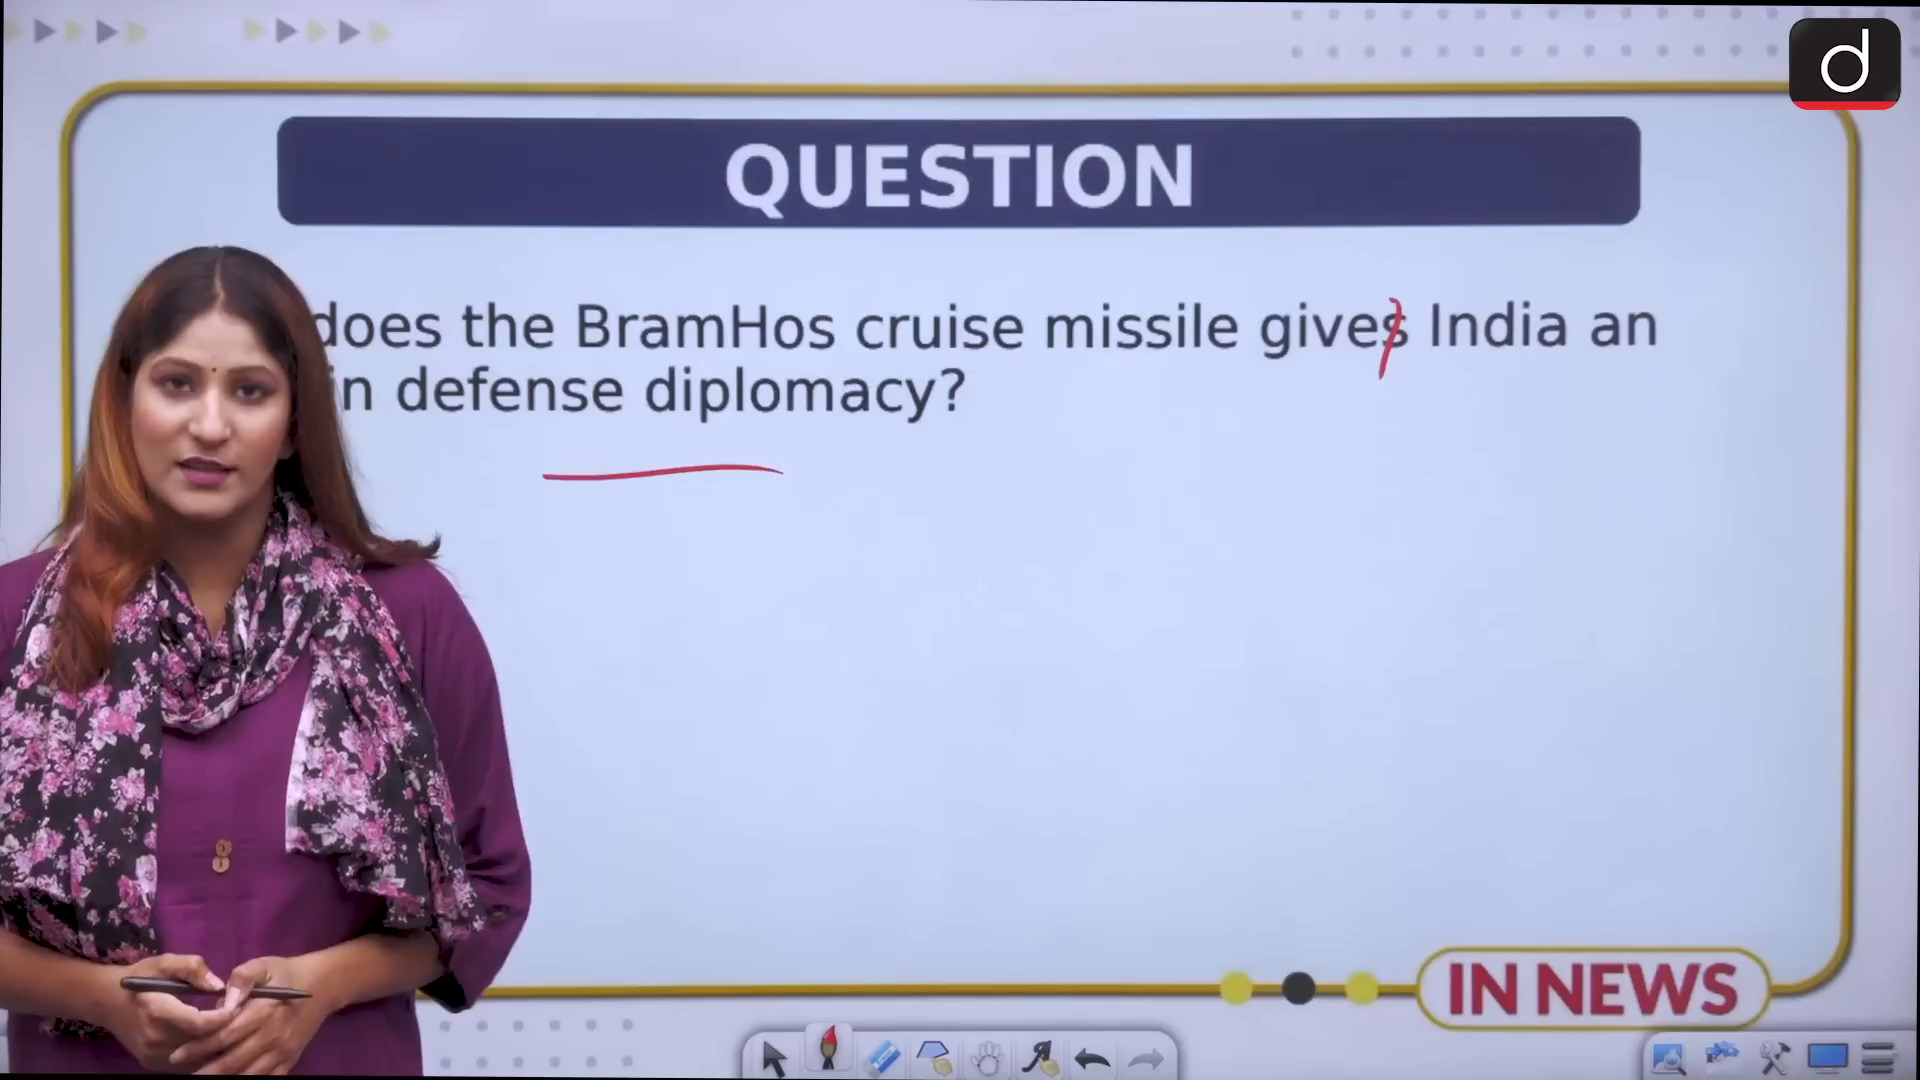 QUESTION
does the BramHos cruise missile gives India an
in defense diplomacy?
IN NEWS